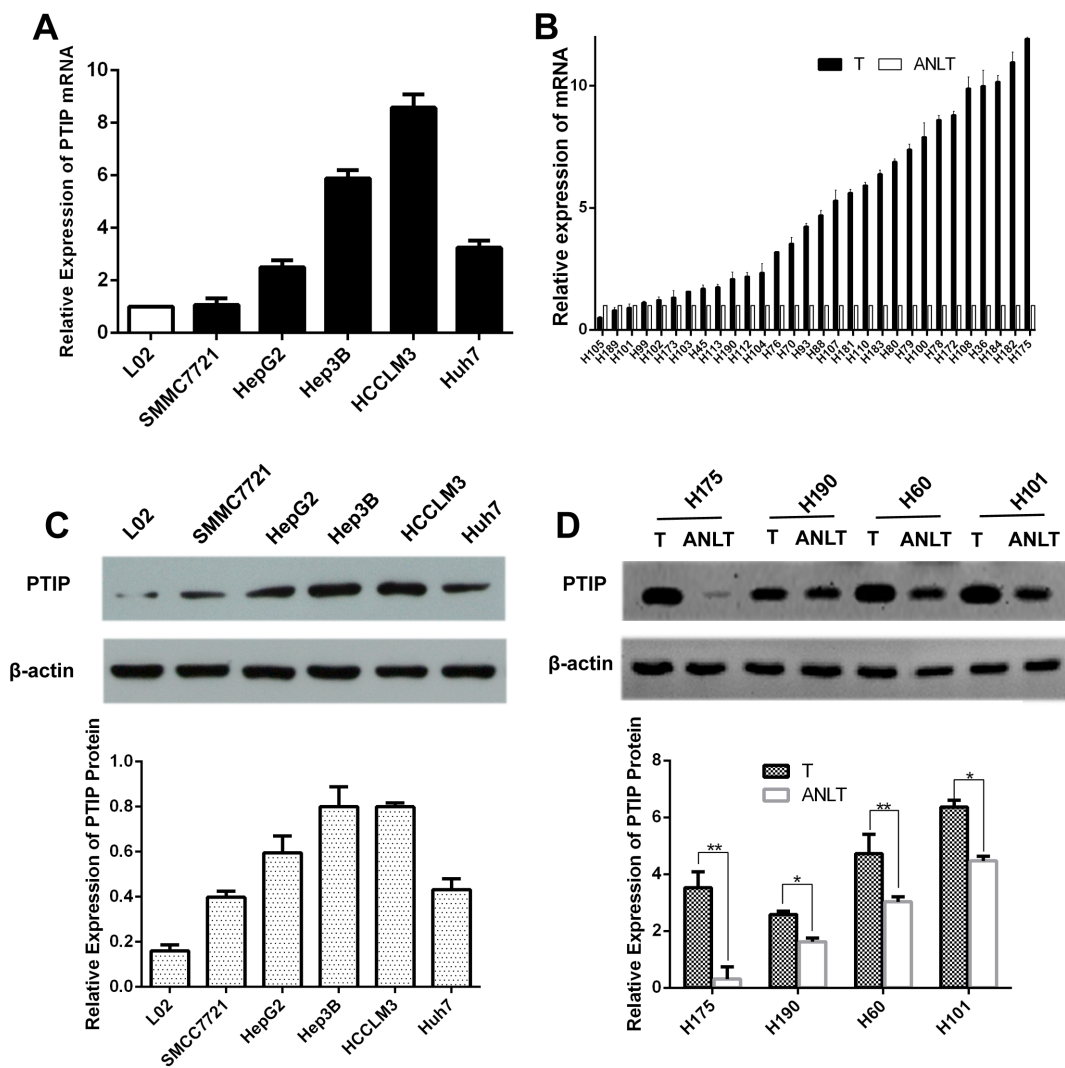 A
Relative Expression of PTIP mRNA
10
8
6
4
2
0
L02
SMMC7721
HepG2
Hep3B
HCCLM3
Huh7
B
Relative expression of mRNA
T
ANLT
10
5
0
H105
H189
H101
H99
H102
H173
H103
H45
H113
H190
H112
H104
H76
H70
H93
H88
H107
H181
H110
H183
H80
H79
H100
H78
H172
H108
H36
H184
H182
H175
C
L02
SMMC7721
HepG2
Hep3B
HCCLM3
Huh7
PTIP
β-actin
Relative Expression of PTIP Protein
1.0
0.8
0.6
0.4
0.2
0.0
L02
SMCC7721
HepG2
Hep3B
HCCLM3
Huh7
D
H175
H190
H60
H101
T ANLT T ANLT T ANLT T ANLT
PTIP
β-actin
Relative Expression of PTIP Protein
8
6
4
2
0
T
ANLT
**
*
**
*
H175
H190
H60
H101